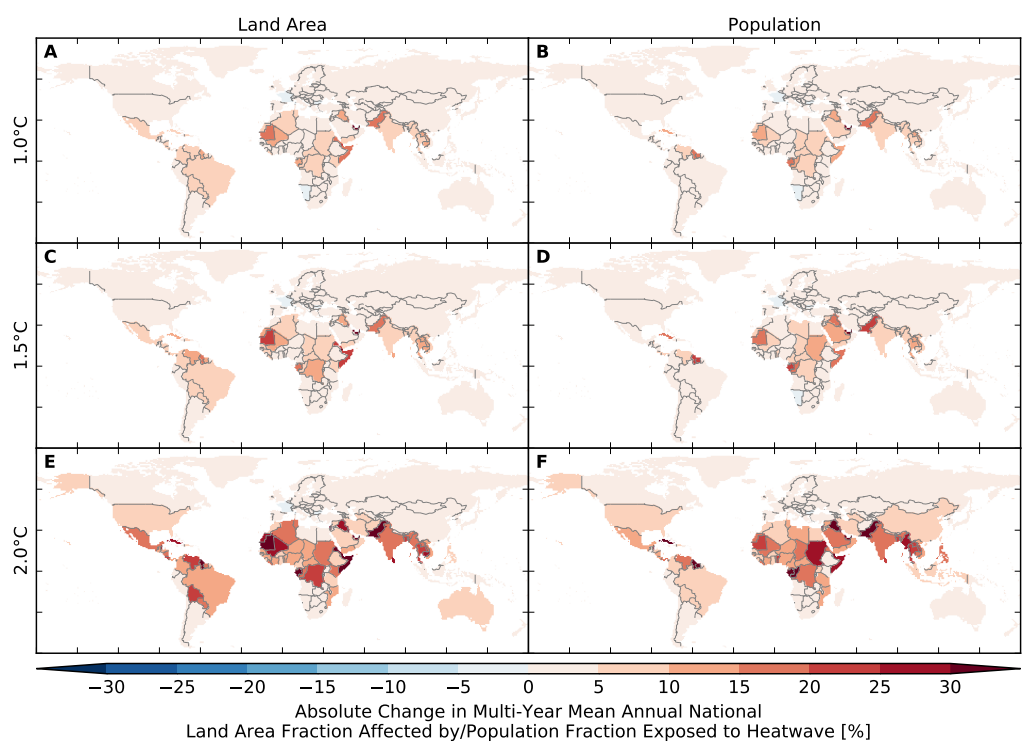 Land Area
Population
A
B
1.0°C
C
D
1.5°C
E
F
2.0°C
−30 −25 −20 −15 −10 −5 0 5 10 15 20 25 30
Absolute Change in Multi-Year Mean Annual National
Land Area Fraction Affected by/Population Fraction Exposed to Heatwave [%]